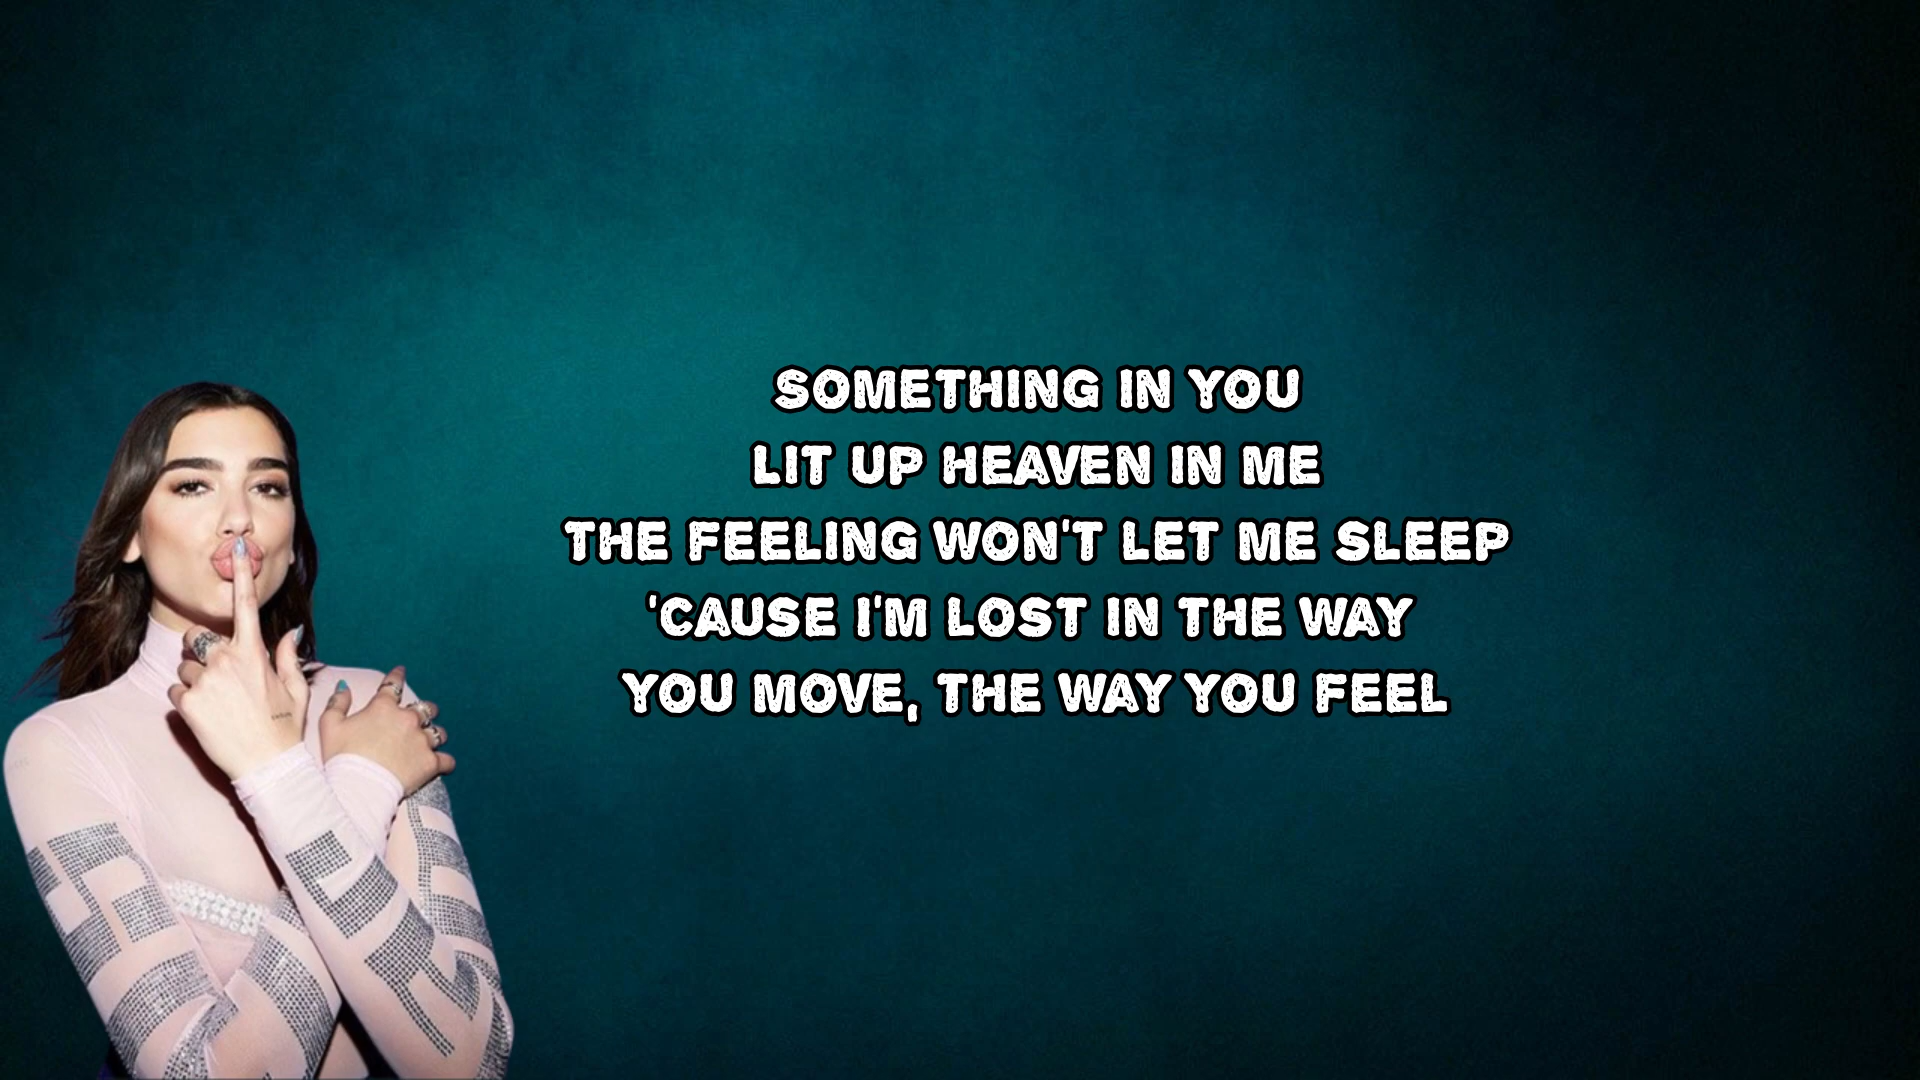 SOMETHING IN YOU
LIT UP HEAVEN IN ME
THE FEELING WON'T LET ME SLEEP
'CAUSE I'M LOST IN THE WAY
YOU MOVE, THE WAY YOU FEEL